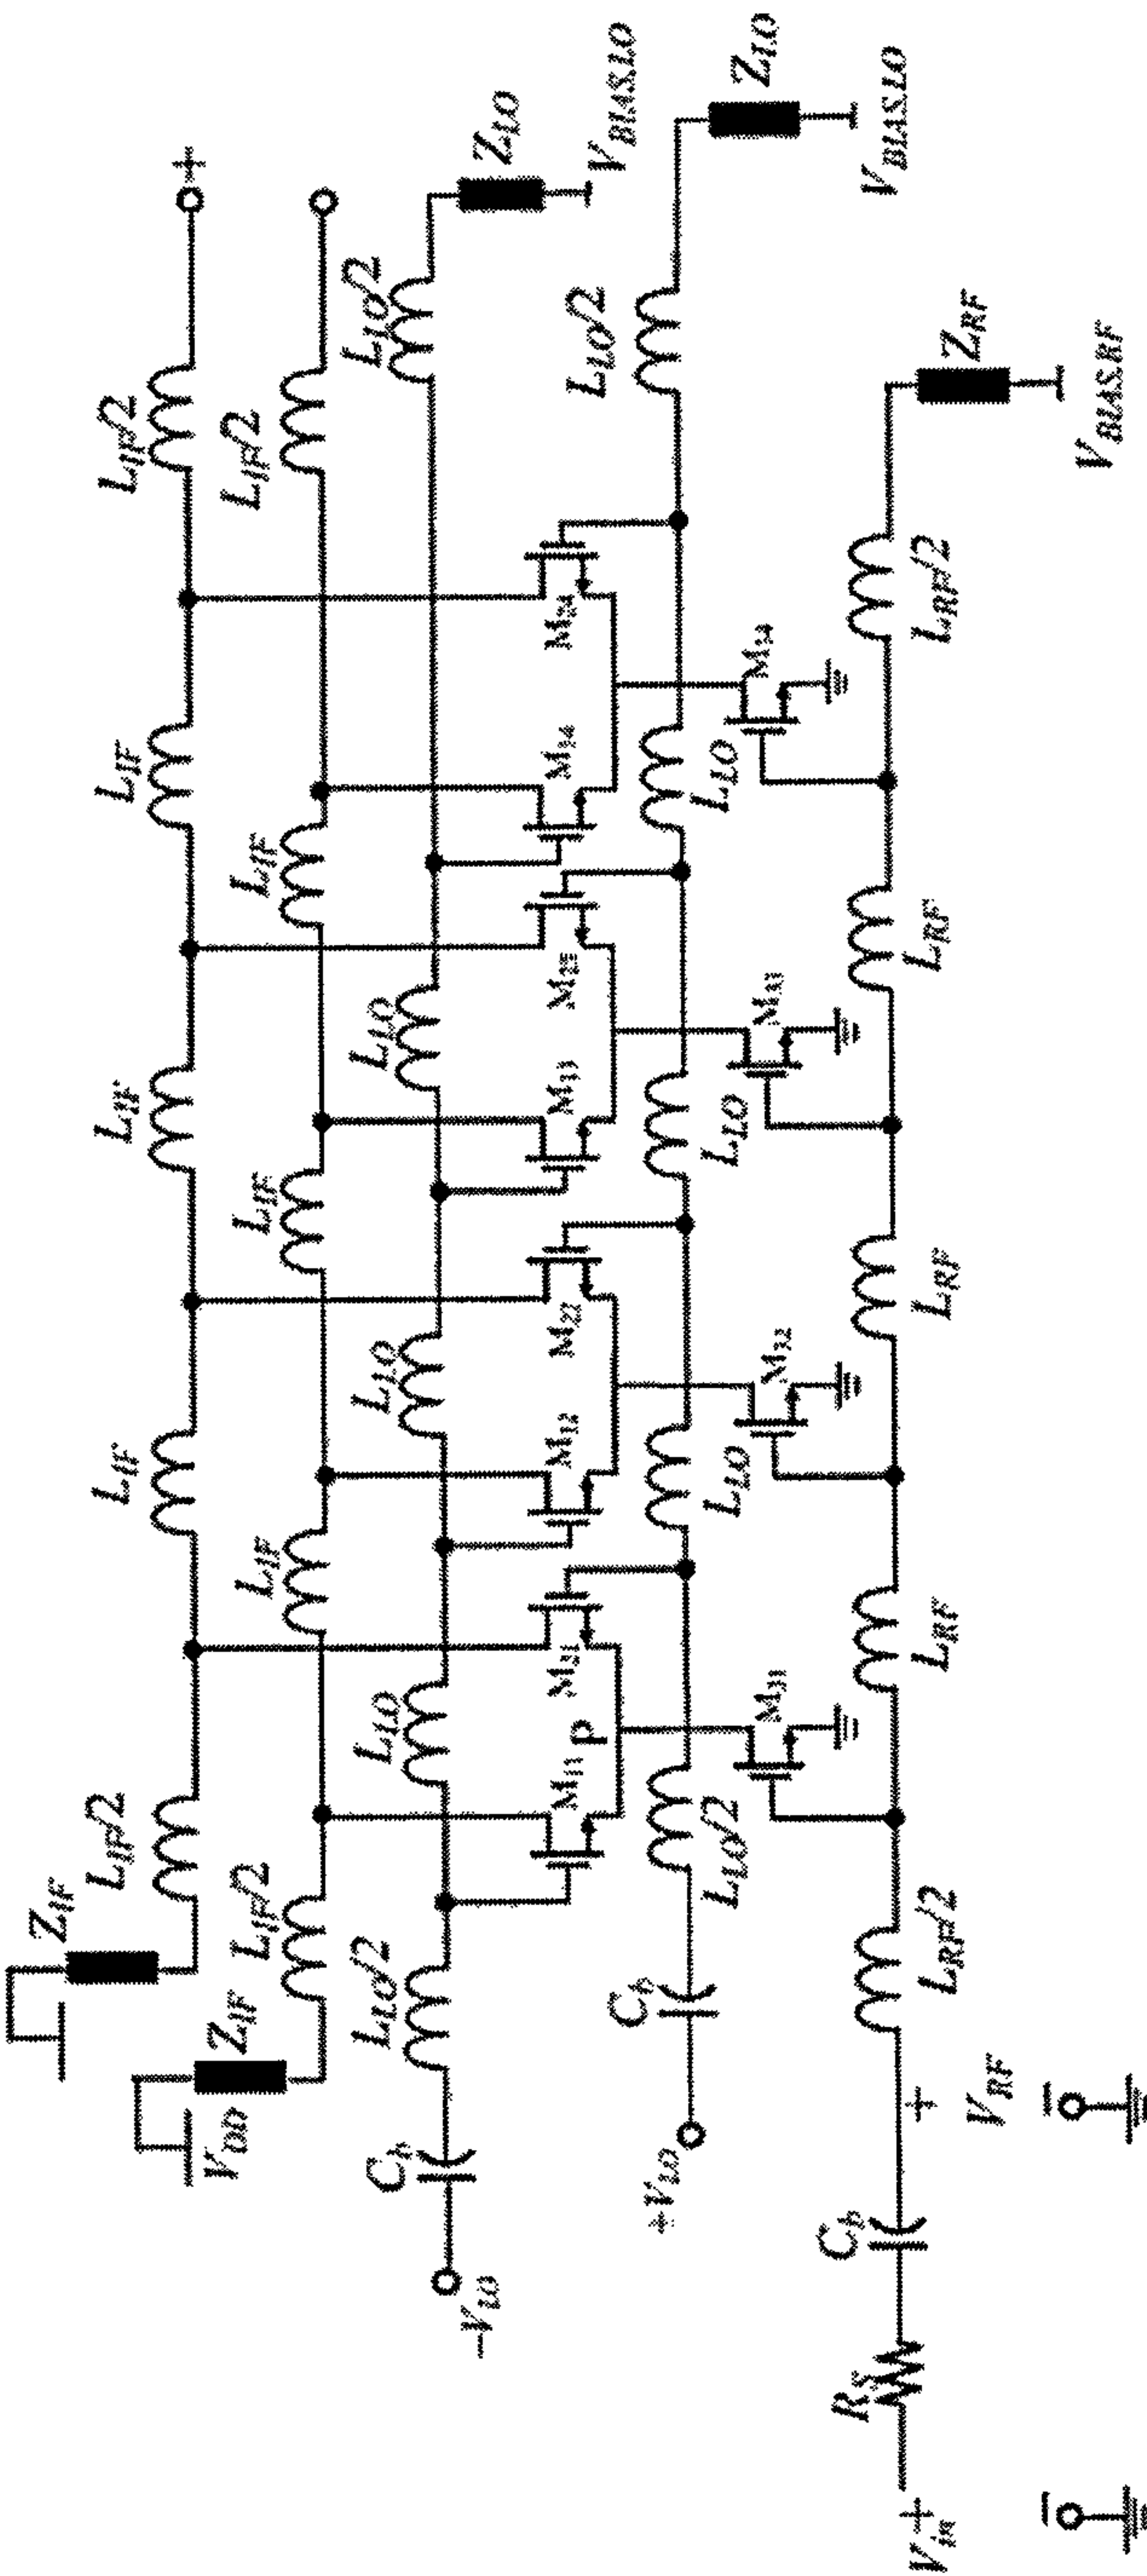 Z_IF
L_IF/2
L_IF
L_IF
L_IF
L_IF/2
+
V_DD
Z_IF
L_IF/2
L_IF
L_IF
L_IF
L_IF/2
−V_LO
C_b
L_LO/2
L_LO
L_LO
L_LO
L_LO/2
Z_LO
V_BIAS,LO
M_11
M_21
M_12
M_22
M_13
M_14
M_24
P
+V_LO
C_b
L_LO/2
L_LO
L_LO
L_LO
L_LO/2
Z_LO
V_BIAS,LO
M_31
M_32
M_33
M_34
V_in
+
R_S
C_b
+
V_RF
L_RF/2
L_RF
L_RF
L_RF
L_RF/2
Z_RF
V_BIAS,RF
−
−